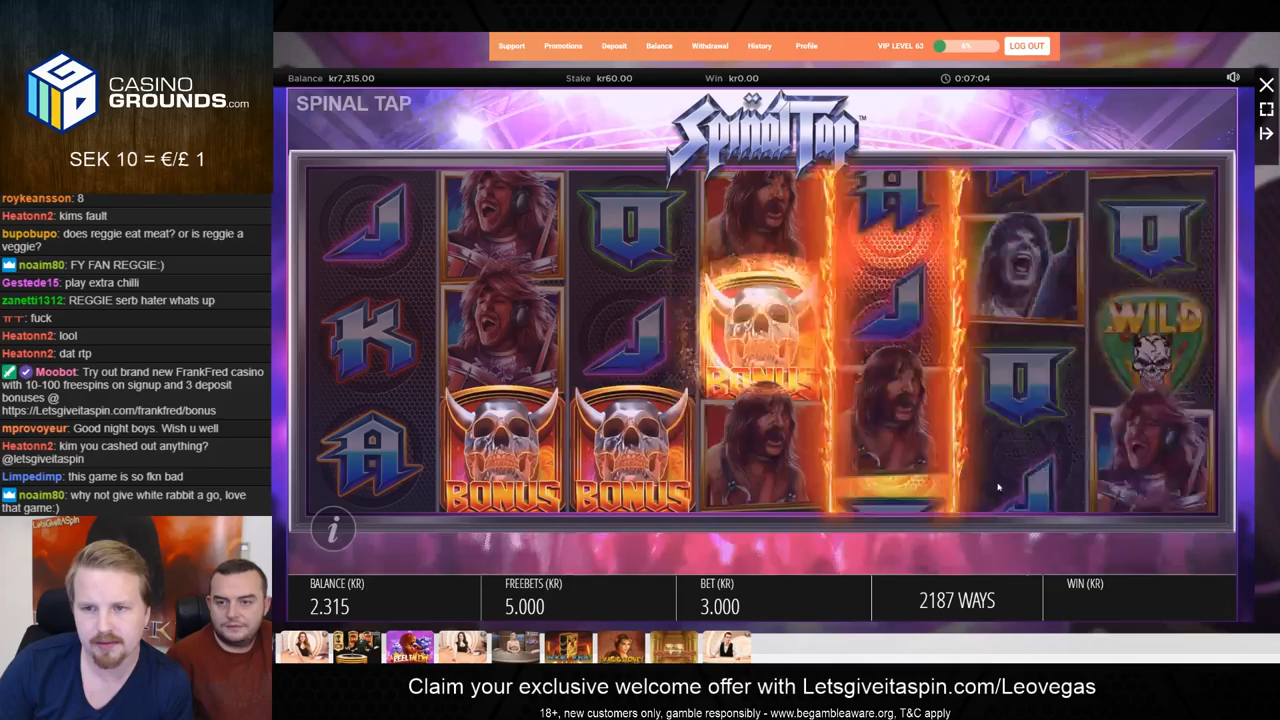 CASINO
GROUNDS.com
SEK 10 = €/£ 1
roykeansson: 8
Heatonn2: kims fault
bupobupo: does reggie eat meat? or is reggie a
veggie?
noaim80: FY FAN REGGIE:)
Gestede15: play extra chilli
zanetti1312: REGGIE serb hater whats up
ㅠㅜ: fuck
Heatonn2: lool
Heatonn2: dat rtp
Moobot: Try out brand new FrankFred casino
with 10-100 freespins on signup and 3 deposit
bonuses @
https://Letsgiveitaspin.com/frankfred/bonus
mprovoyeur: Good night boys. Wish u well
Heatonn2: kim you cashed out anything?
@letsgiveitaspin
Limpedimp: this game is so fkn bad
noaim80: why not give white rabbit a go, love
that game:)
LetsGiveItASpin
Support Promotions Deposit Balance Withdrawal History Profile VIP LEVEL 63 6% LOG OUT
Balance kr7,315.00 Stake kr60.00 Win kr0.00 0:07:04
SPINAL TAP
Spın̈al Tap™
J Q A Q
K J J WILD
BONUS
Q
A BONUS BONUS J
i
BALANCE (KR) FREEBETS (KR) BET (KR) 2187 WAYS WIN (KR)
2.315 5.000 3.000
Claim your exclusive welcome offer with Letsgiveitaspin.com/Leovegas
18+, new customers only, gamble responsibly - www.begambleaware.org, T&C apply